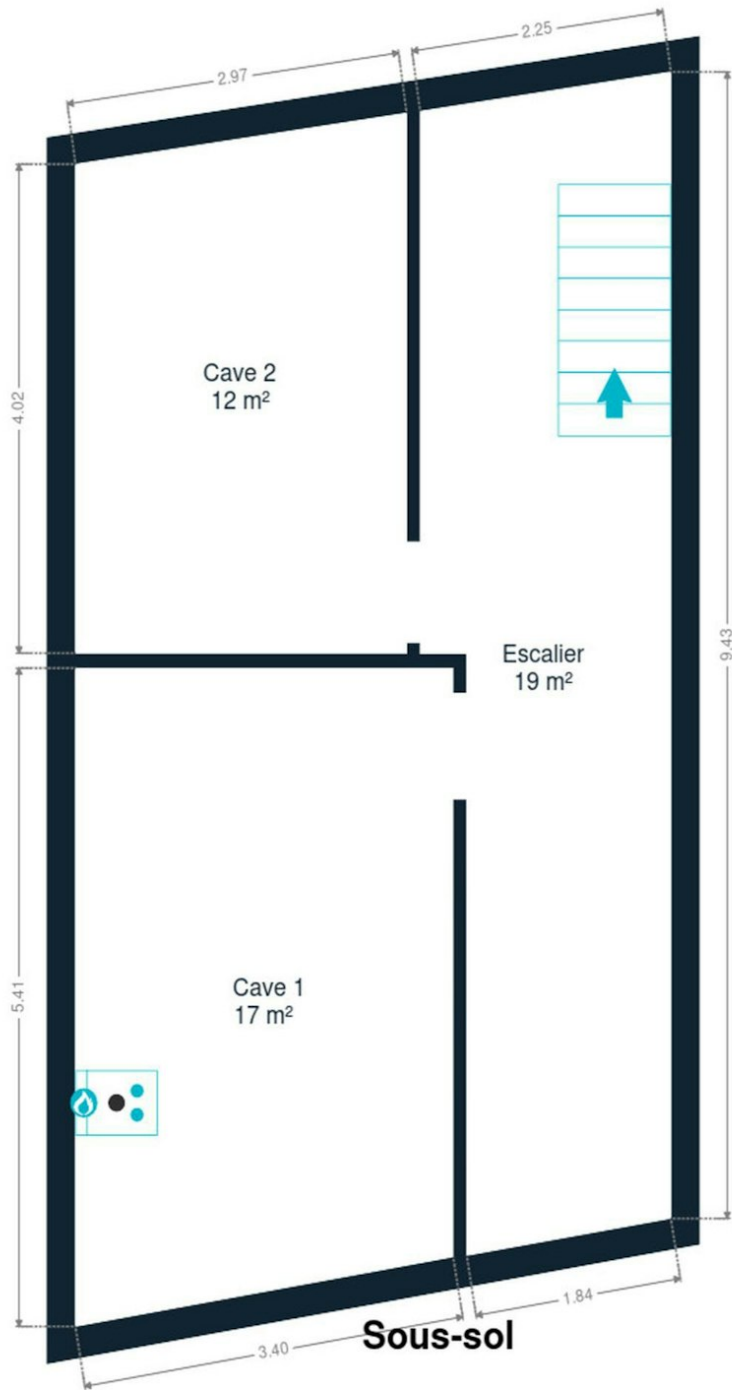 2.25
2.97
Cave 2
12 m²
4.02
Escalier
19 m²
9.43
Cave 1
17 m²
5.41
1.84
3.40
Sous-sol